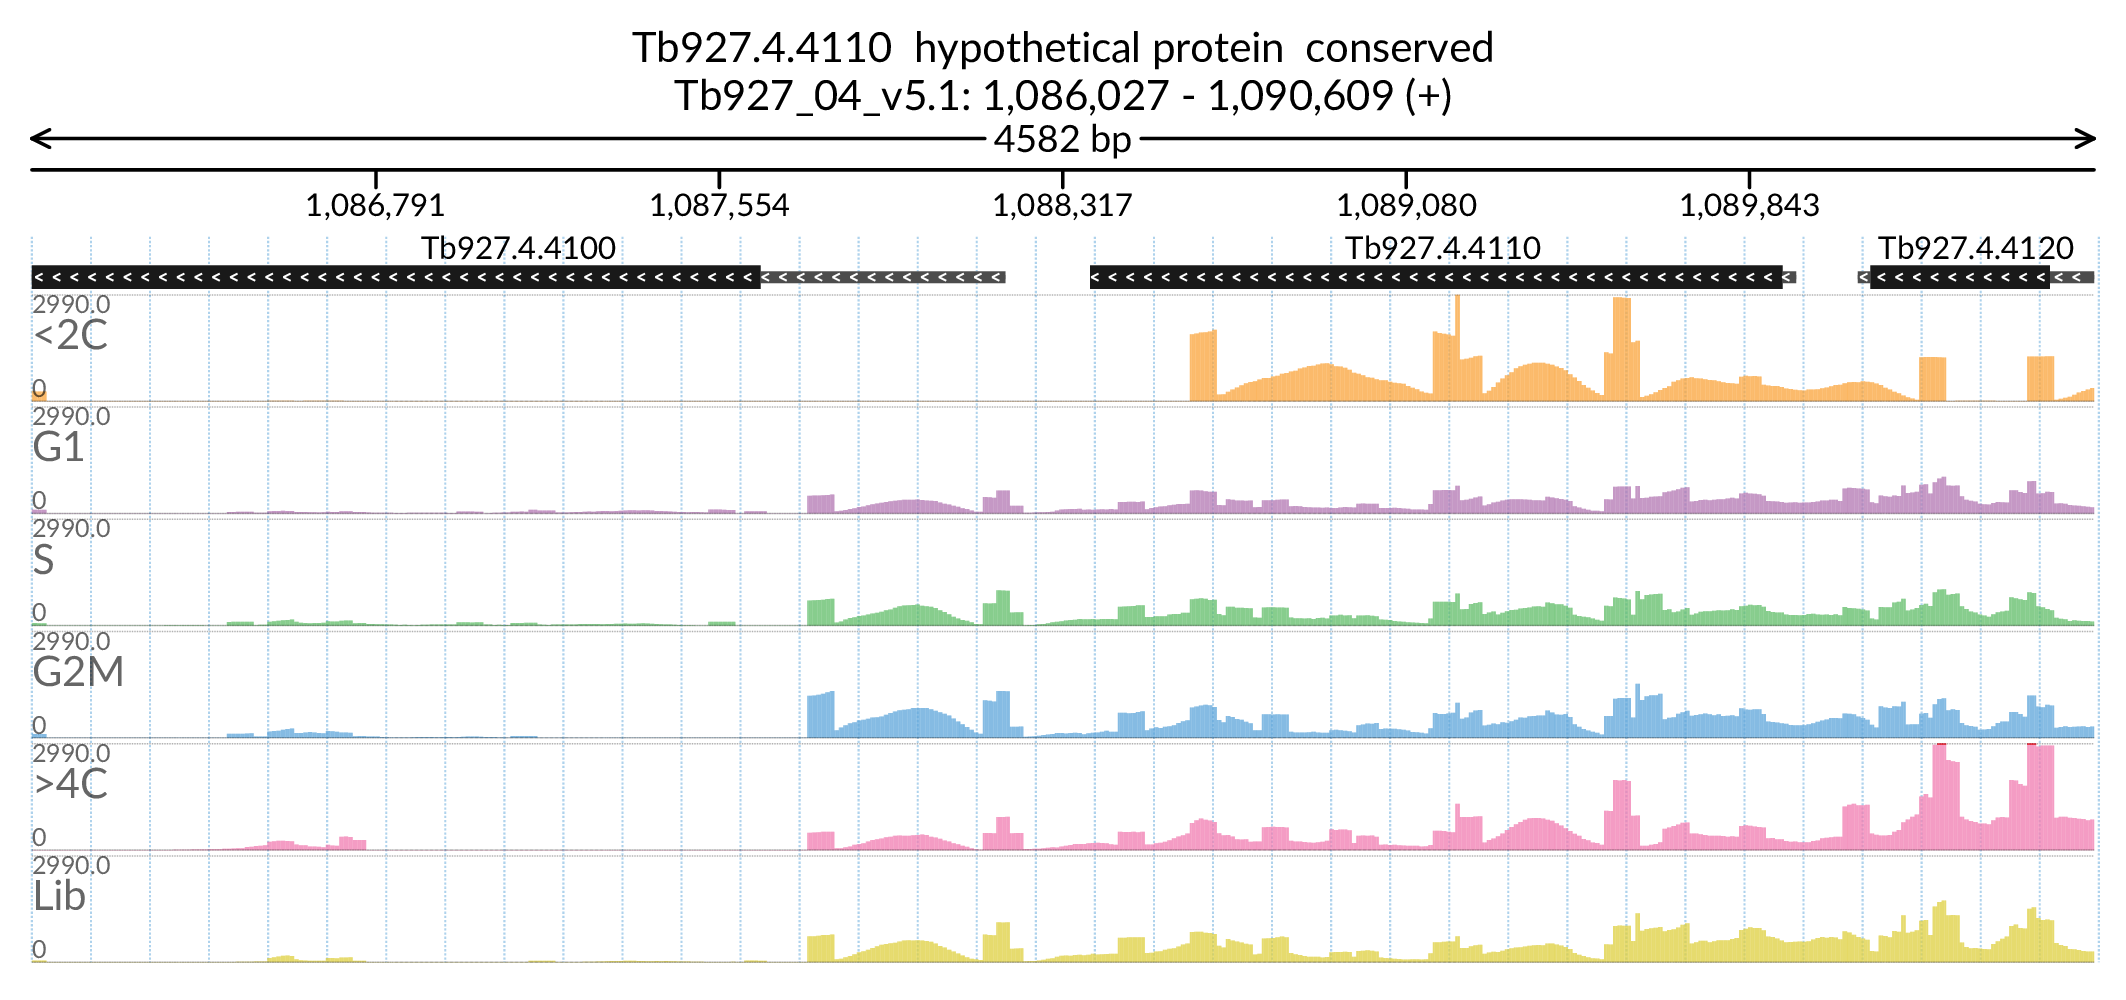 Tb927.4.4110  hypothetical protein  conserved
Tb927_04_v5.1: 1,086,027 - 1,090,609 (+)
4582 bp
1,086,791 1,087,554 1,088,317 1,089,080 1,089,843
Tb927.4.4100 Tb927.4.4110 Tb927.4.4120
2990.0
<2C
0
2990.0
G1
0
2990.0
S
0
2990.0
G2M
0
2990.0
>4C
0
2990.0
Lib
0